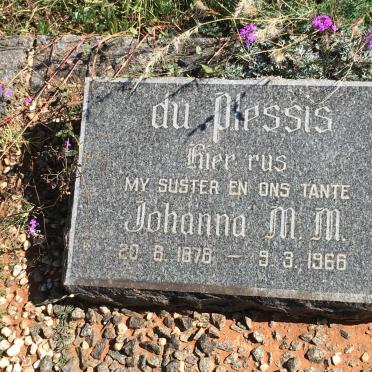 du Plessis
Hier rus
MY SUSTER EN ONS TANTE
Johanna M. M.
20. 8. 1878 — 9. 3. 1966